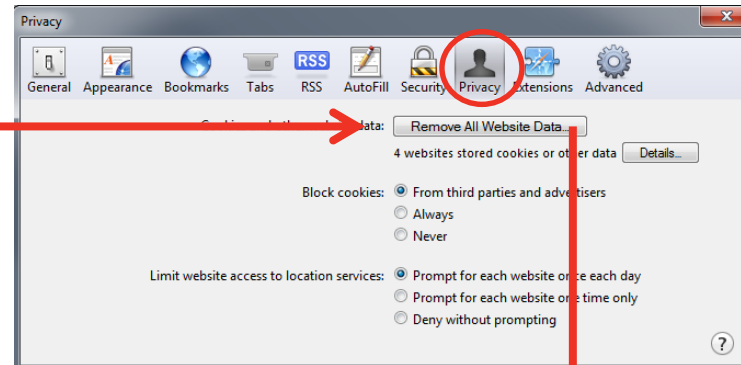 Privacy
General Appearance Bookmarks Tabs RSS AutoFill Security Privacy Extensions Advanced
RSS
data: Remove All Website Data...
4 websites stored cookies or other data Details...
Block cookies: From third parties and advertisers
Always
Never
Limit website access to location services: Prompt for each website once each day
Prompt for each website one time only
Deny without prompting
?